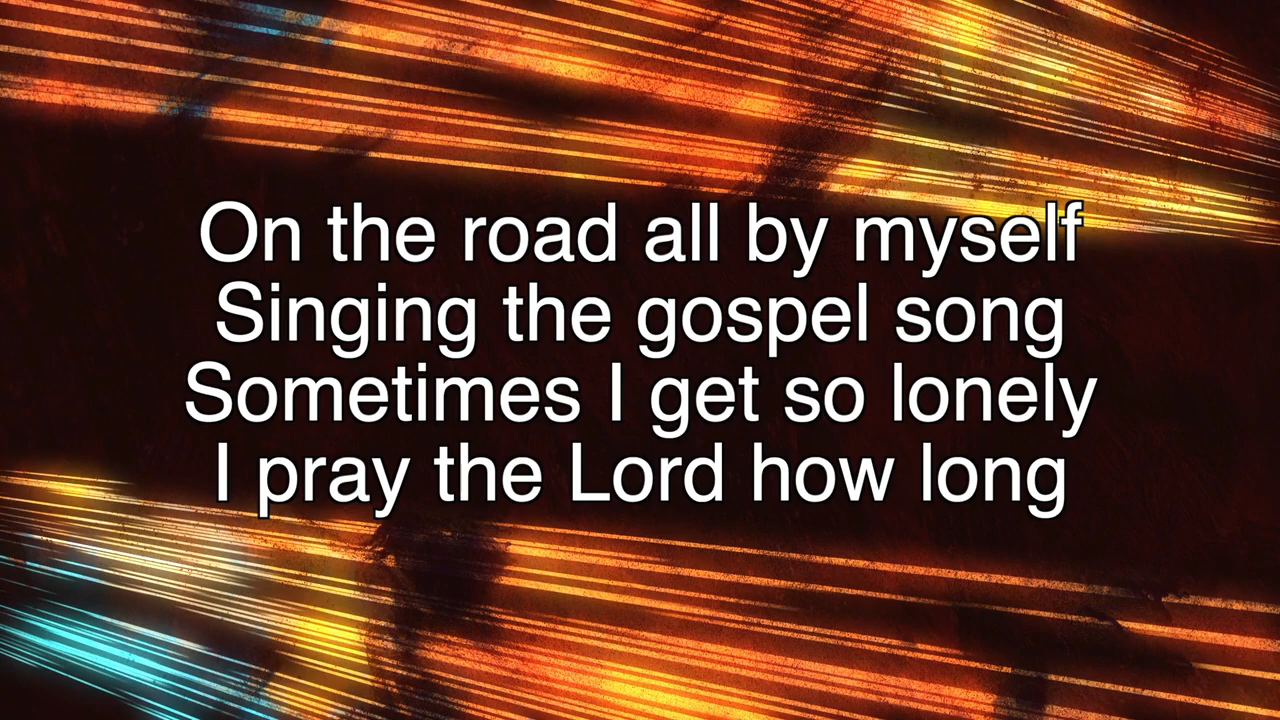 On the road all by myself
Singing the gospel song
Sometimes I get so lonely
I pray the Lord how long